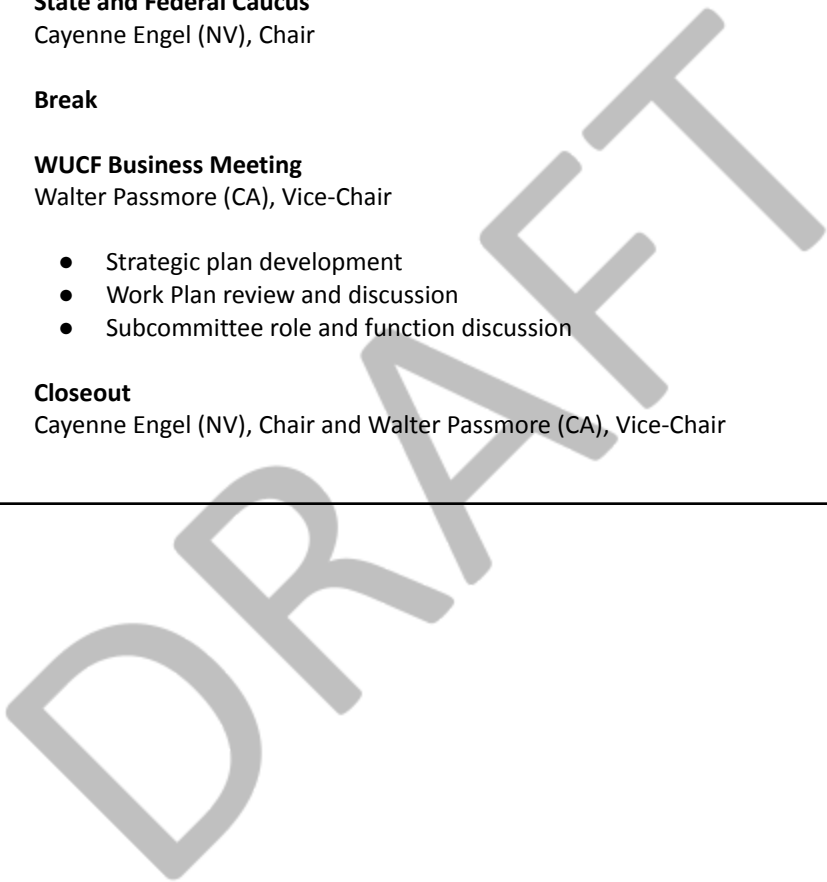 State and Federal Caucus
Cayenne Engel (NV), Chair
Break
WUCF Business Meeting
Walter Passmore (CA), Vice-Chair
● Strategic plan development
● Work Plan review and discussion
● Subcommittee role and function discussion
Closeout
Cayenne Engel (NV), Chair and Walter Passmore (CA), Vice-Chair
DRAFT